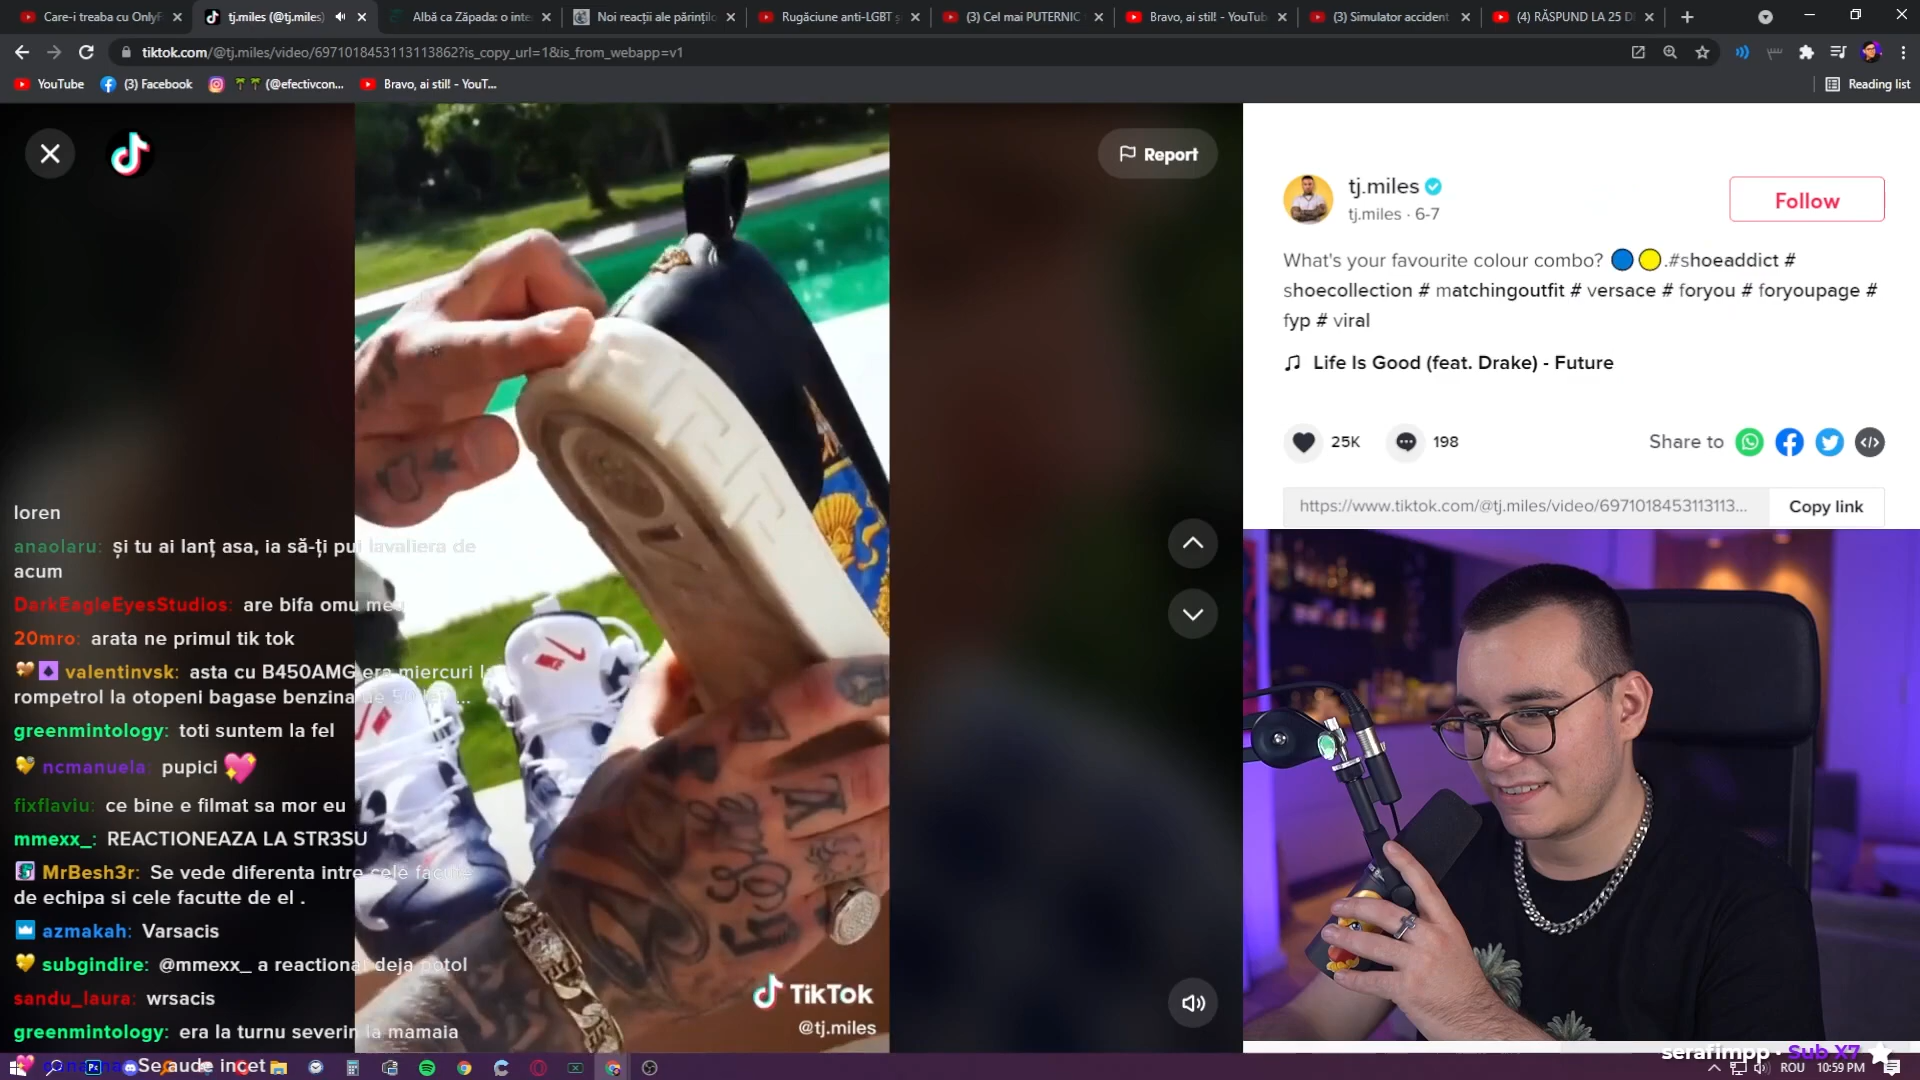 Care-i treaba cu OnlyF
tj.miles (@tj.miles)
Albă ca Zăpada: o inte
Noi reacții ale părinților
Rugăciune anti-LGBT ș
(3) Cel mai PUTERNIC
Bravo, ai stil! - YouTub
(3) Simulator accident
(4) RĂSPUND LA 25 D
tiktok.com/@tj.miles/video/6971018453113113862?is_copy_url=1&is_from_webapp=v1
YouTube
(3) Facebook
(@efectivcon...
Bravo, ai stil! - YouT...
Reading list
Report
tj.miles
tj.miles · 6-7
Follow
What's your favourite colour combo? 🔵🟡.#shoeaddict #
shoecollection # matchingoutfit # versace # foryou # foryoupage #
fyp # viral
Life Is Good (feat. Drake) - Future
25K
198
Share to
https://www.tiktok.com/@tj.miles/video/6971018453113113...
Copy link
loren
anaolaru: și tu ai lanț asa, ia să-ți pui lavaliera de
acum
DarkEagleEyesStudios: are bifa omu meu
20mro: arata ne primul tik tok
valentinvsk: asta cu B450AMG era miercuri la
rompetrol la otopeni bagase benzina de 50 lei ...
greenmintology: toti suntem la fel
ncmanuela: pupici 💖
fixflaviu: ce bine e filmat sa mor eu
mmexx_: REACTIONEAZA LA STR3SU
MrBesh3r: Se vede diferenta intre cele facute
de echipa si cele facutte de el .
azmakah: Varsacis
subgindire: @mmexx_ a reactionat deja potol
sandu_laura: wrsacis
greenmintology: era la turnu severin la mamaia
Se aude incet
TikTok
@tj.miles
serafimpp · Sub X7
ROU
10:59 PM